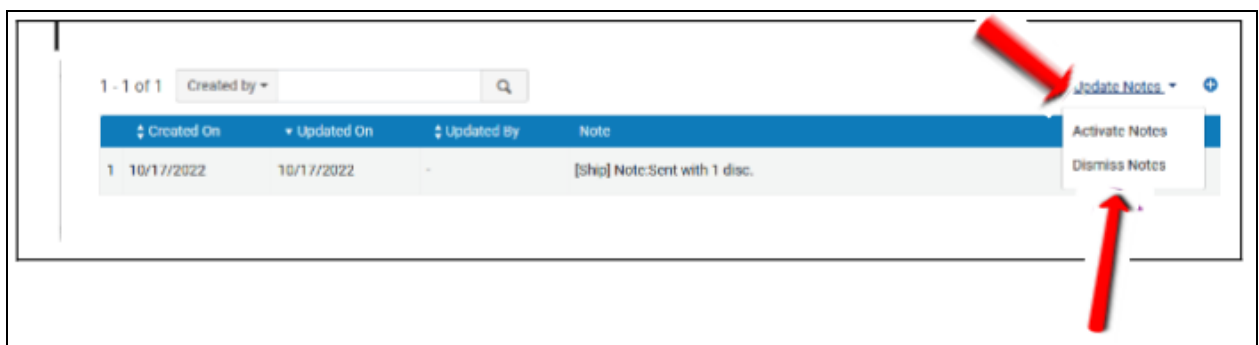 1 - 1 of 1 Created by Update Notes
Created On Updated On Updated By Note Activate Notes
1 10/17/2022 10/17/2022 - [Ship] Note:Sent with 1 disc. Dismiss Notes